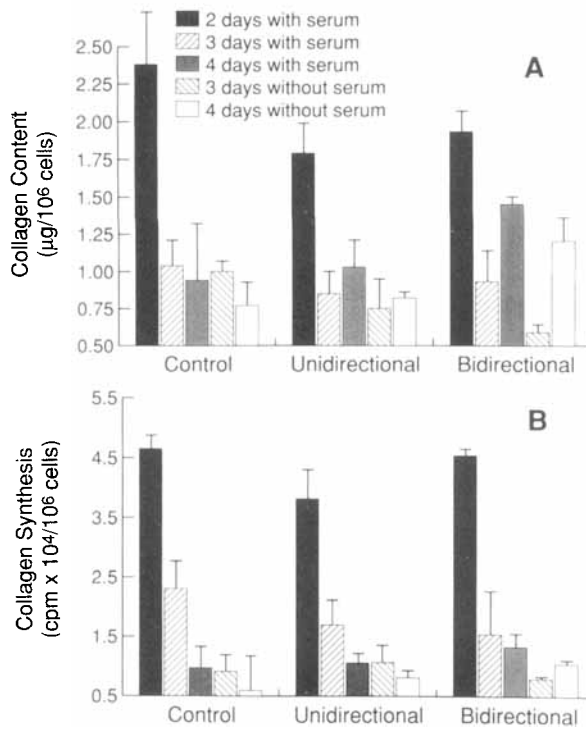 2 days with serum
3 days with serum
4 days with serum
3 days without serum
4 days without serum
A
Collagen Content
(µg/10⁶ cells)
2.50
2.25
2.00
1.75
1.50
1.25
1.00
0.75
0.50
Control
Unidirectional
Bidirectional
B
Collagen Synthesis
(cpm x 10⁴/10⁶ cells)
5.5
4.5
3.5
2.5
1.5
0.5
Control
Unidirectional
Bidirectional